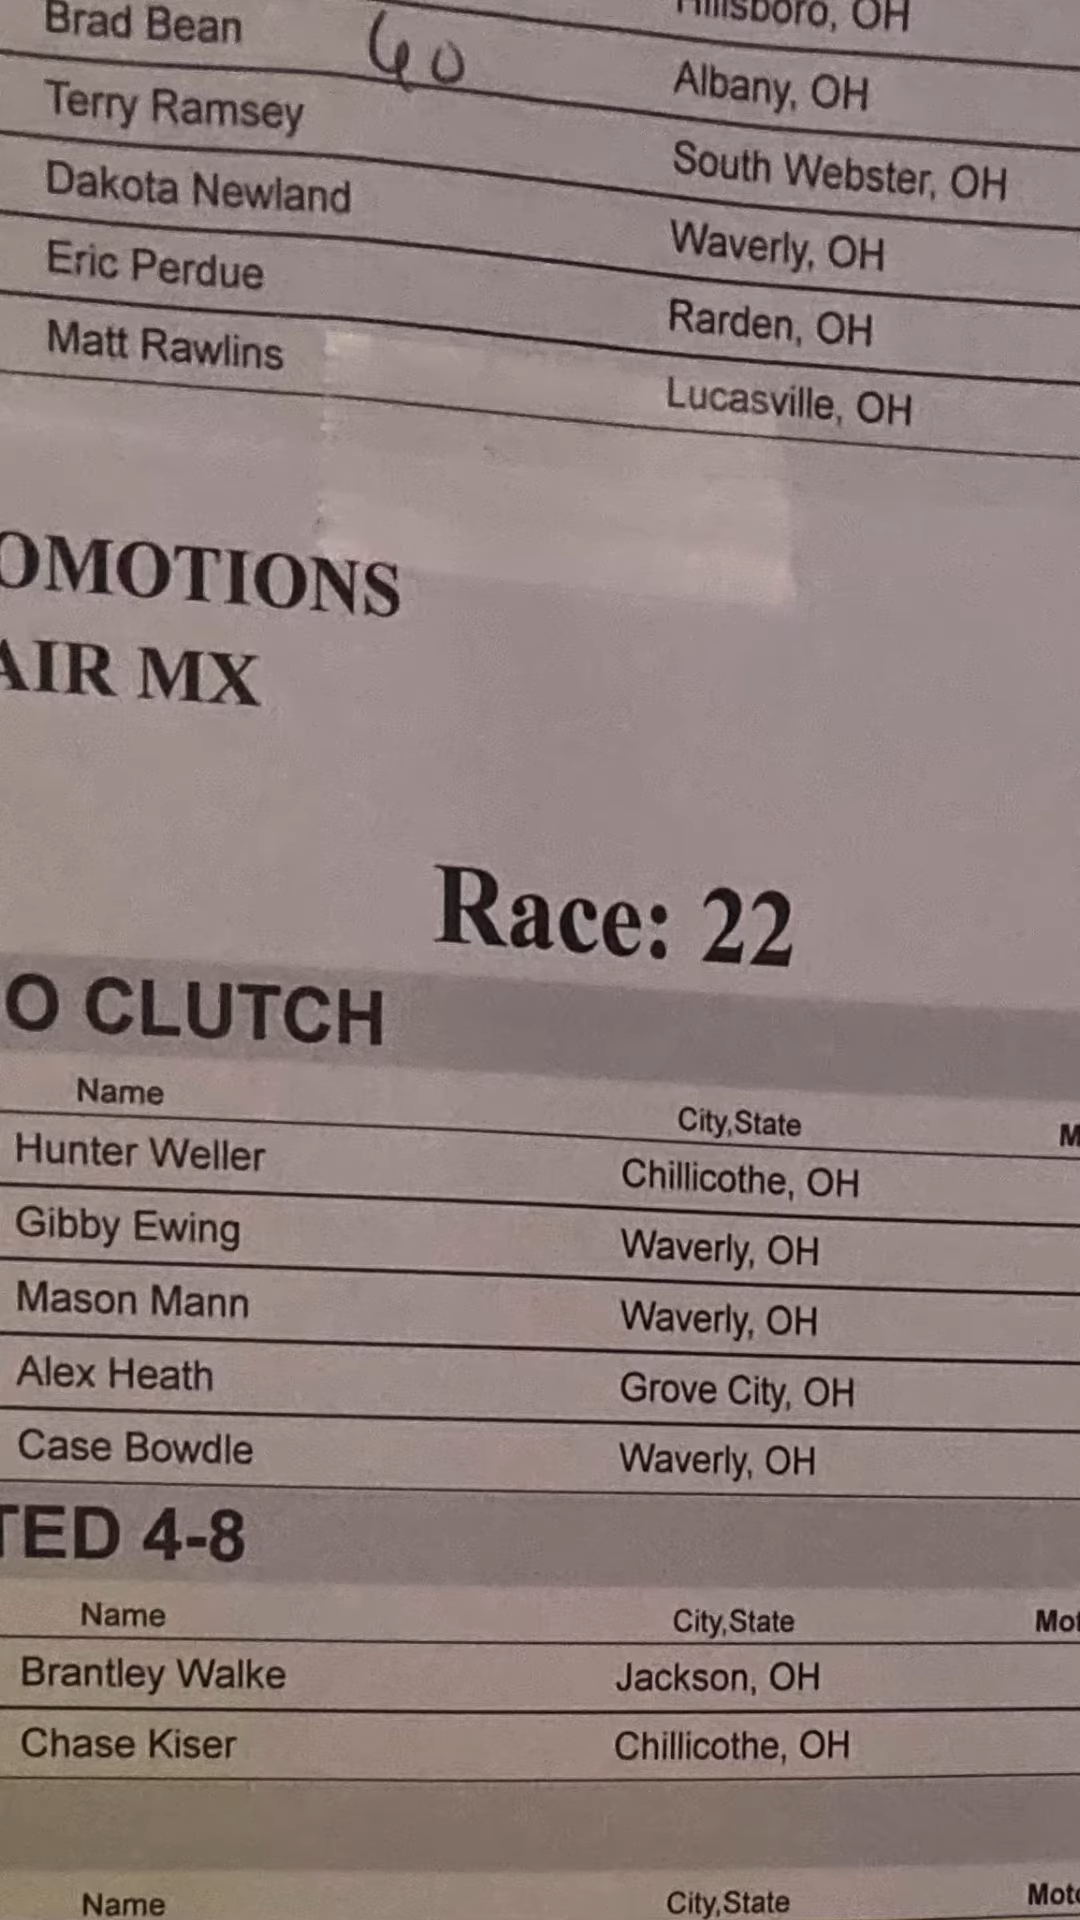 Hillsboro, OH
Brad Bean 60 Albany, OH
Terry Ramsey South Webster, OH
Dakota Newland Waverly, OH
Eric Perdue Rarden, OH
Matt Rawlins Lucasville, OH
OMOTIONS
AIR MX
Race: 22
O CLUTCH
Name City,State M
Hunter Weller Chillicothe, OH
Gibby Ewing Waverly, OH
Mason Mann Waverly, OH
Alex Heath Grove City, OH
Case Bowdle Waverly, OH
TED 4-8
Name City,State Mot
Brantley Walke Jackson, OH
Chase Kiser Chillicothe, OH
Name City,State Moto